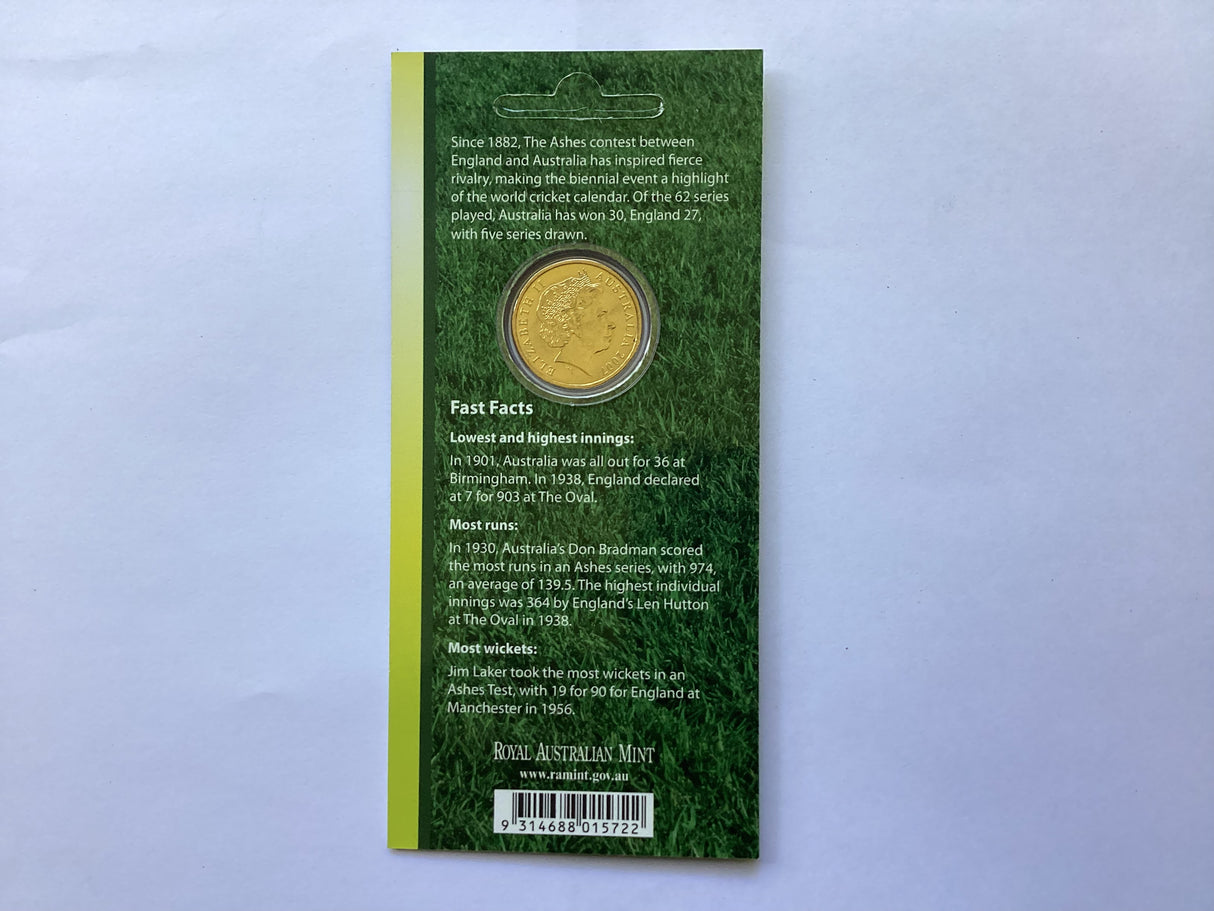 Since 1882, The Ashes contest between
England and Australia has inspired fierce
rivalry, making the biennial event a highlight
of the world cricket calendar. Of the 62 series
played, Australia has won 30, England 27,
with five series drawn.
ELIZABETH II AUSTRALIA 2007
Fast Facts
Lowest and highest innings:
In 1901, Australia was all out for 36 at
Birmingham. In 1938, England declared
at 7 for 903 at The Oval.
Most runs:
In 1930, Australia's Don Bradman scored
the most runs in an Ashes series, with 974,
an average of 139.5. The highest individual
innings was 364 by England's Len Hutton
at The Oval in 1938.
Most wickets:
Jim Laker took the most wickets in an
Ashes Test, with 19 for 90 for England at
Manchester in 1956.
ROYAL AUSTRALIAN MINT
www.ramint.gov.au
9 314688 015722